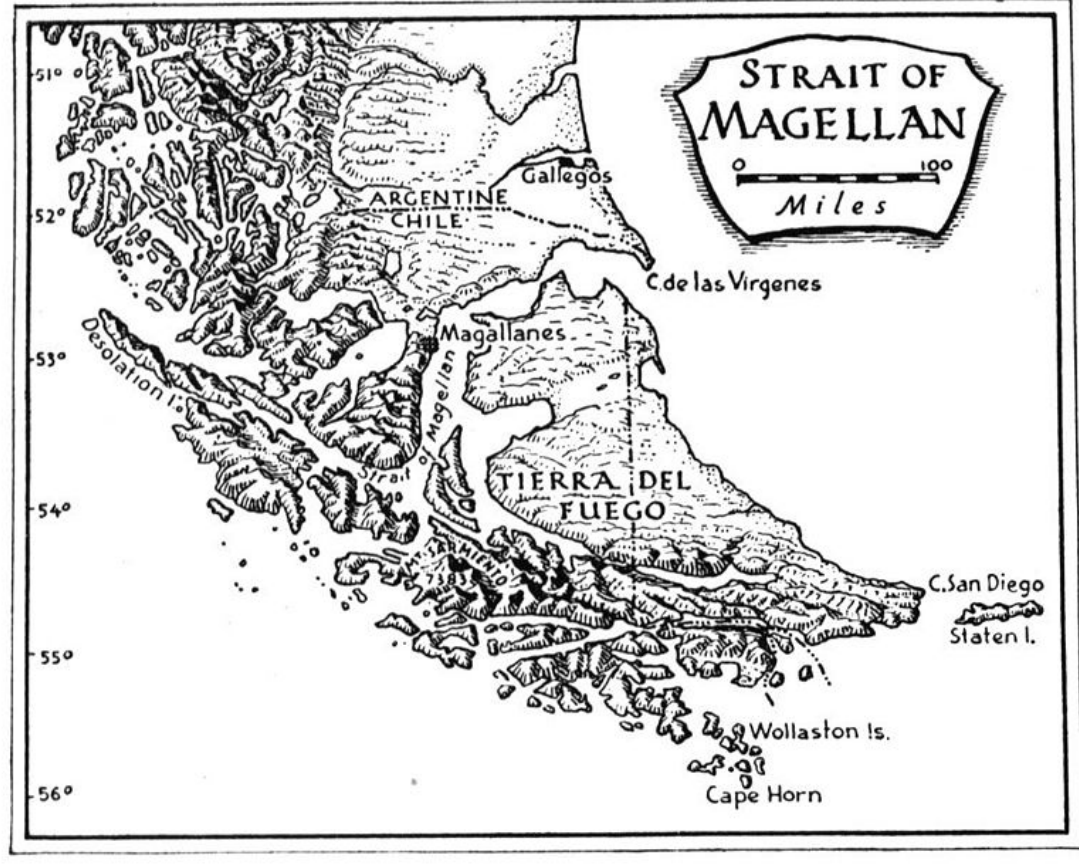 STRAIT OF
MAGELLAN
0 100
Miles
51°
52°
53°
54°
55°
56°
Gallegos
ARGENTINE
CHILE
C. de las Virgenes
Magallanes
Desolation I.
Strait of Magellan
TIERRA DEL
FUEGO
MT. SARMIENTO
7383
C. San Diego
Staten I.
Wollaston Is.
Cape Horn